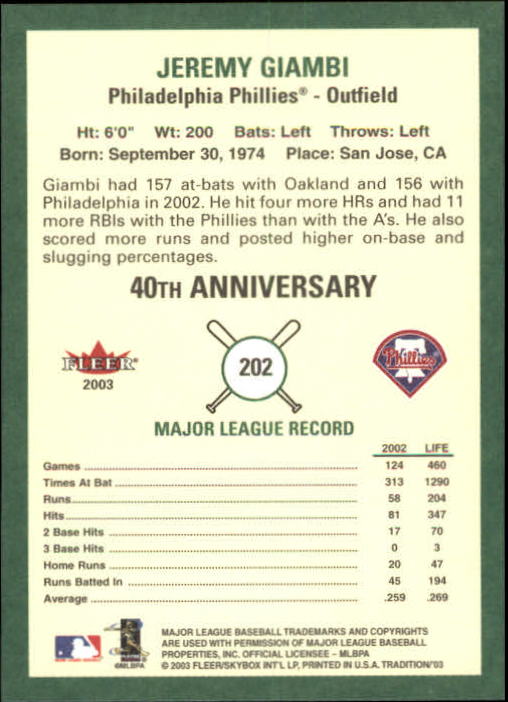 JEREMY GIAMBI
Philadelphia Phillies® - Outfield
Ht: 6'0" Wt: 200 Bats: Left Throws: Left
Born: September 30, 1974 Place: San Jose, CA
Giambi had 157 at-bats with Oakland and 156 with
Philadelphia in 2002. He hit four more HRs and had 11
more RBIs with the Phillies than with the A's. He also
scored more runs and posted higher on-base and
slugging percentages.
40TH ANNIVERSARY
FLEER
2003
202
Phillies
MAJOR LEAGUE RECORD
2002 LIFE
Games 124 460
Times At Bat 313 1290
Runs 58 204
Hits 81 347
2 Base Hits 17 70
3 Base Hits 0 3
Home Runs 20 47
Runs Batted In 45 194
Average .259 .269
©MLBPA
MAJOR LEAGUE BASEBALL TRADEMARKS AND COPYRIGHTS
ARE USED WITH PERMISSION OF MAJOR LEAGUE BASEBALL
PROPERTIES, INC. OFFICIAL LICENSEE - MLBPA
© 2003 FLEER/SKYBOX INT'L LP, PRINTED IN U.S.A. TRADITION/'03